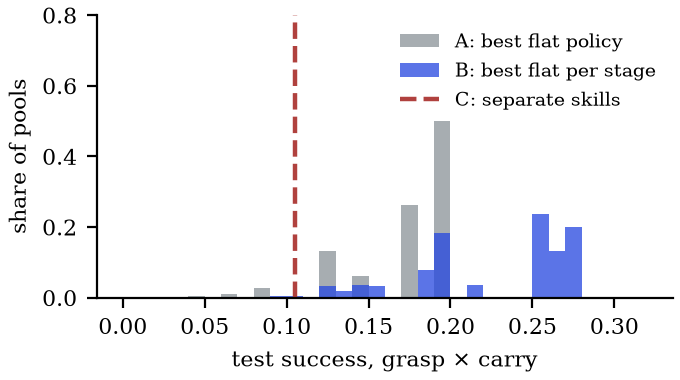 A: best flat policy
B: best flat per stage
C: separate skills
share of pools
0.8
0.6
0.4
0.2
0.0
0.00 0.05 0.10 0.15 0.20 0.25 0.30
test success, grasp × carry